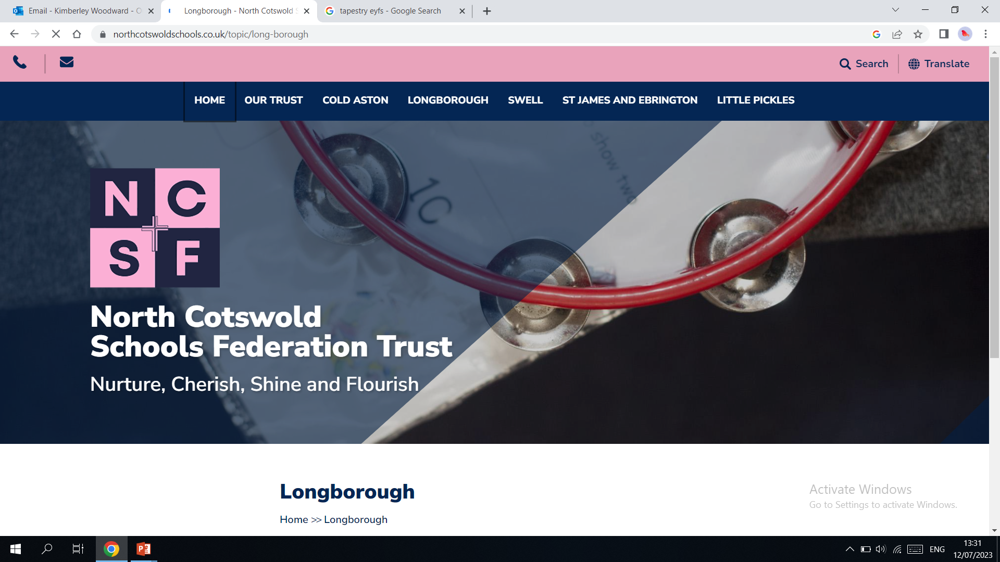 Email - Kimberley Woodward - O
Longborough - North Cotswold S
tapestry eyfs - Google Search
northcotswoldschools.co.uk/topic/long-borough
Search
Translate
HOME
OUR TRUST
COLD ASTON
LONGBOROUGH
SWELL
ST JAMES AND EBRINGTON
LITTLE PICKLES
show two
1C
N C
S F
North Cotswold
Schools Federation Trust
Nurture, Cherish, Shine and Flourish
Longborough
Home >> Longborough
Activate Windows
Go to Settings to activate Windows.
ENG
13:31
12/07/2023